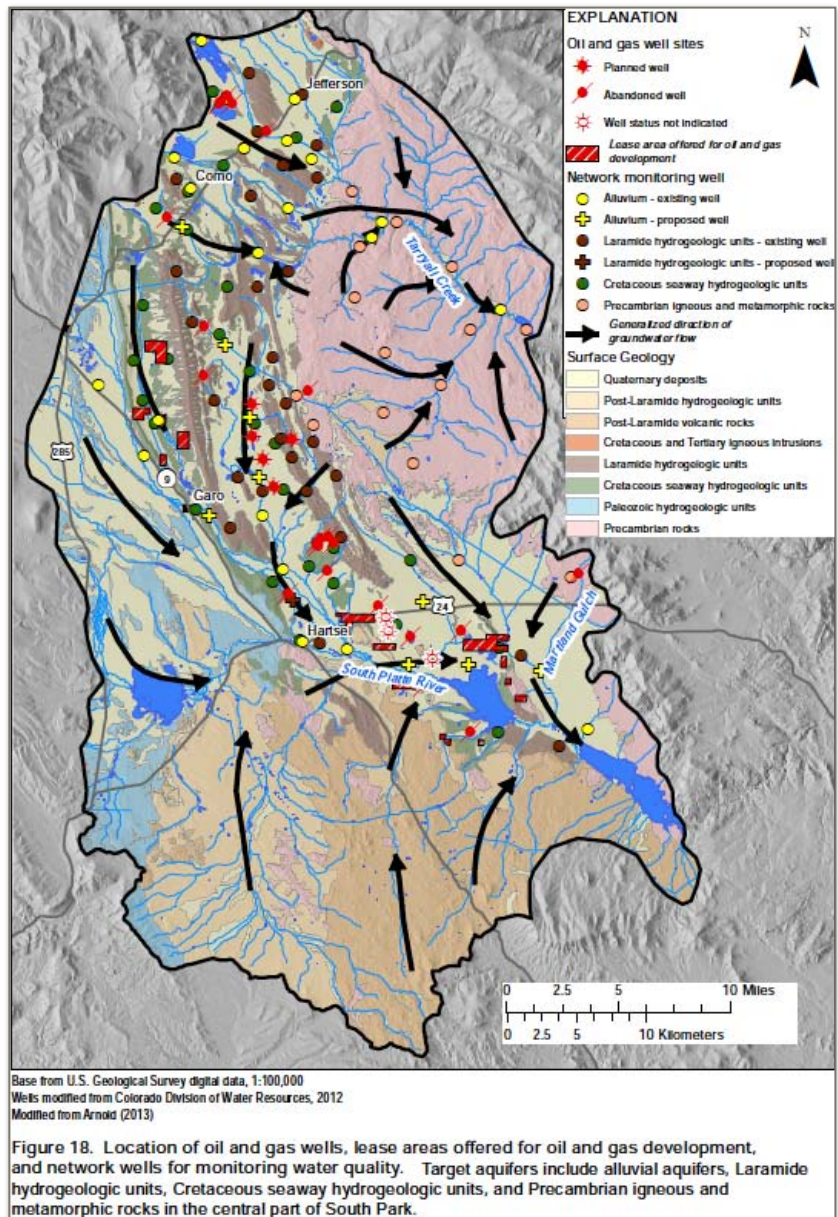 EXPLANATION
Oil and gas well sites
Planned well
Abandoned well
Well status not indicated
Lease area offered for oil and gas
development
Network monitoring well
Alluvium - existing well
Alluvium - proposed well
Laramide hydrogeologic units - existing well
Laramide hydrogeologic units - proposed well
Cretaceous seaway hydrogeologic units
Precambrian igneous and metamorphic rocks
Generalized direction of
groundwater flow
Surface Geology
Quaternary deposits
Post-Laramide hydrogeologic units
Post-Laramide volcanic rocks
Cretaceous and Tertiary Igneous Intrusions
Laramide hydrogelogic units
Cretaceous seaway hydrogeologic units
Paleozoic hydrogeologic units
Precambrian rocks
N
Jefferson
Como
Tarryall Creek
285
9
Garo
24
Hartsel
South Platte River
Martland Gulch
0 2.5 5 10 Miles
0 2.5 5 10 Kilometers
Base from U.S. Geological Survey digital data, 1:100,000
Wells modified from Colorado Division of Water Resources, 2012
Modified from Arnold (2013)
Figure 18. Location of oil and gas wells, lease areas offered for oil and gas development,
and network wells for monitoring water quality. Target aquifers include alluvial aquifers, Laramide
hydrogeologic units, Cretaceous seaway hydrogeologic units, and Precambrian igneous and
metamorphic rocks in the central part of South Park.